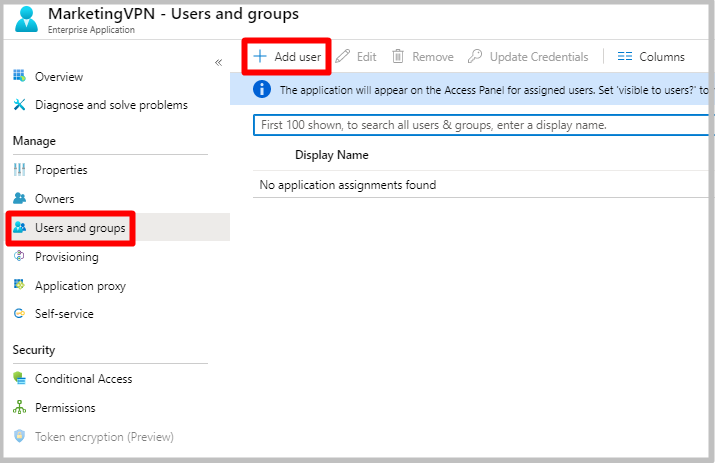 MarketingVPN - Users and groups
Enterprise Application
«
Overview
Diagnose and solve problems
Manage
Properties
Owners
Users and groups
Provisioning
Application proxy
Self-service
Security
Conditional Access
Permissions
Token encryption (Preview)
+ Add user Edit Remove Update Credentials Columns
The application will appear on the Access Panel for assigned users. Set 'visible to users?' to
First 100 shown, to search all users & groups, enter a display name.
Display Name
No application assignments found